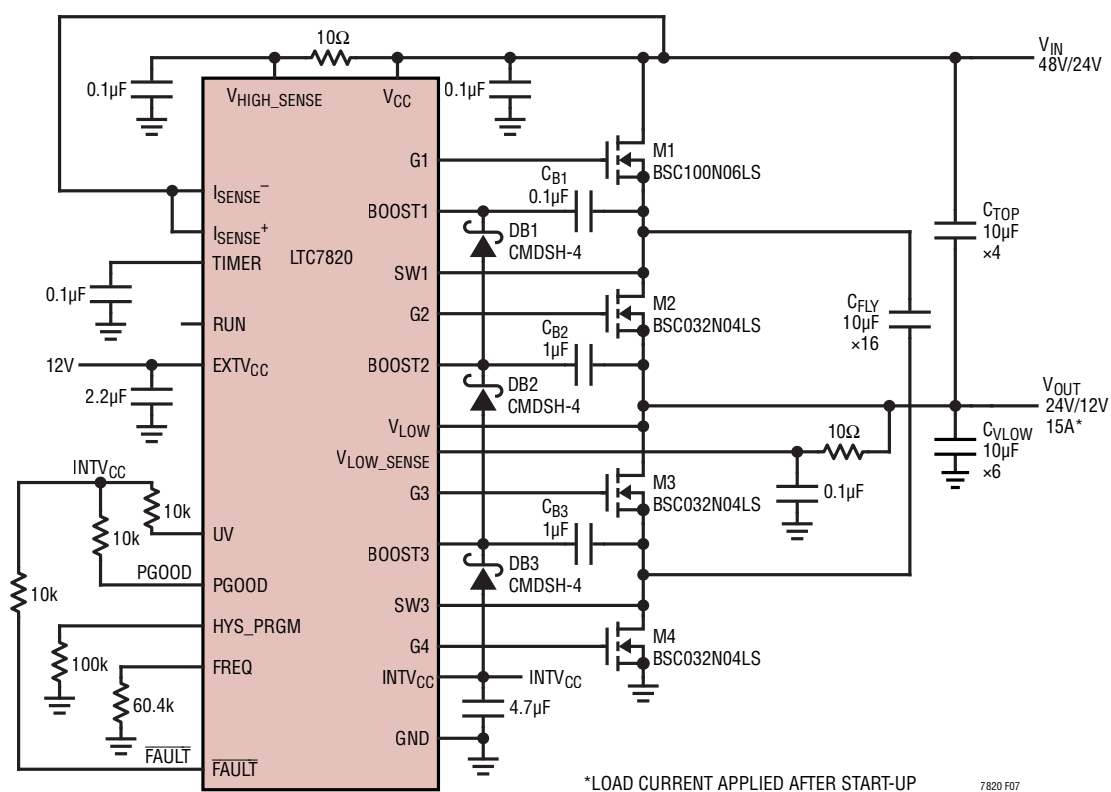 10Ω
V_IN
48V/24V
0.1µF
V_HIGH_SENSE
V_CC
0.1µF
G1
M1
BSC100N06LS
I_SENSE⁻
C_B1
0.1µF
BOOST1
I_SENSE⁺
DB1
CMDSH-4
C_TOP
10µF
×4
TIMER
LTC7820
SW1
0.1µF
G2
M2
BSC032N04LS
C_FLY
10µF
×16
RUN
C_B2
1µF
12V
EXTV_CC
BOOST2
DB2
CMDSH-4
2.2µF
V_OUT
24V/12V
15A*
V_LOW
10Ω
C_VLOW
10µF
×6
V_LOW_SENSE
INTV_CC
G3
M3
BSC032N04LS
0.1µF
10k
10k
UV
C_B3
1µF
BOOST3
DB3
CMDSH-4
PGOOD
PGOOD
10k
SW3
HYS_PRGM
G4
M4
BSC032N04LS
100k
FREQ
INTV_CC
INTV_CC
60.4k
4.7µF
GND
FAULT
FAULT
*LOAD CURRENT APPLIED AFTER START-UP
7820 F07